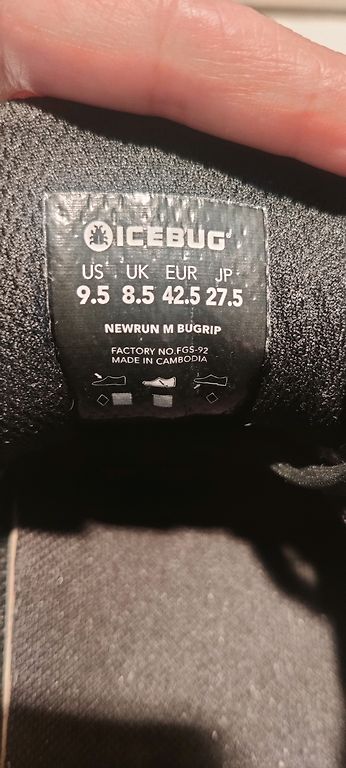 ICEBUG®
US UK EUR JP
9.5 8.5 42.5 27.5
NEWRUN M BUGRIP
FACTORY NO.FGS-92
MADE IN CAMBODIA